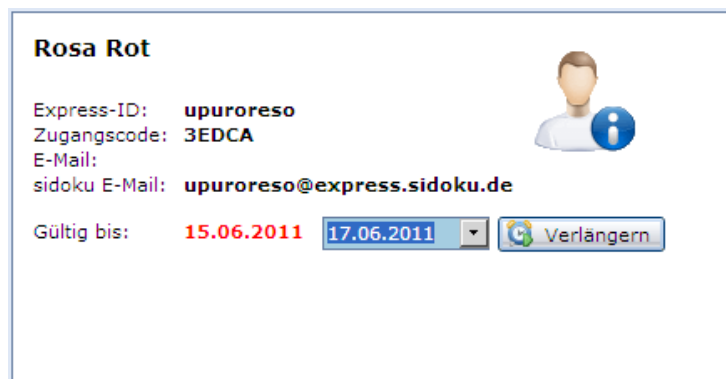 Rosa Rot
Express-ID: upuroreso
Zugangscode: 3EDCA
E-Mail:
sidoku E-Mail: upuroreso@express.sidoku.de
Gültig bis: 15.06.2011 17.06.2011 Verlängern